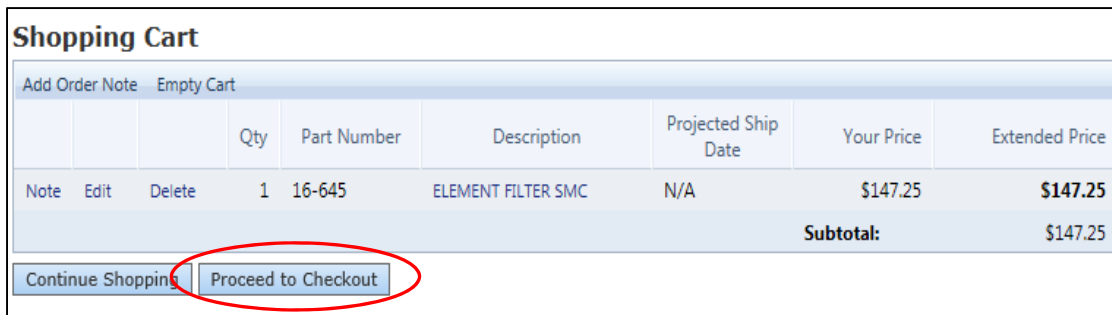 Shopping Cart
Add Order Note Empty Cart
Qty Part Number Description Projected Ship Date Your Price Extended Price
Note Edit Delete 1 16-645 ELEMENT FILTER SMC N/A $147.25 $147.25
Subtotal: $147.25
Continue Shopping Proceed to Checkout